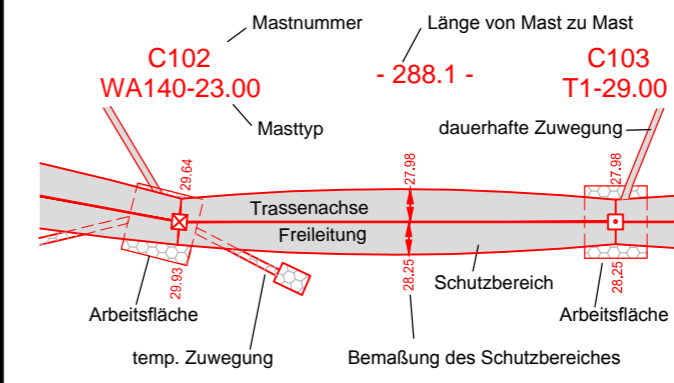 Mastnummer
Länge von Mast zu Mast
C102
WA140-23.00
- 288.1 -
C103
T1-29.00
Masttyp
dauerhafte Zuwegung
29.64
27.98
27.98
Trassenachse
Freileitung
29.93
28.25
28.25
Schutzbereich
Arbeitsfläche
Arbeitsfläche
temp. Zuwegung
Bemaßung des Schutzbereiches